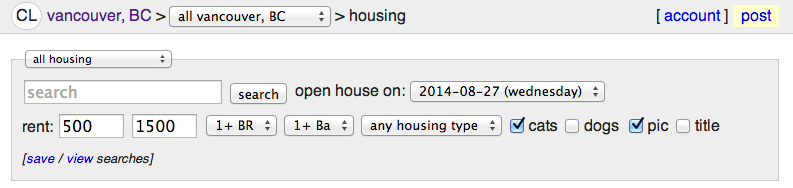 CL vancouver, BC > all vancouver, BC > housing [ account ] post
all housing
search search open house on: 2014-08-27 (wednesday)
rent: 500 1500 1+ BR 1+ Ba any housing type cats dogs pic title
[save / view searches]